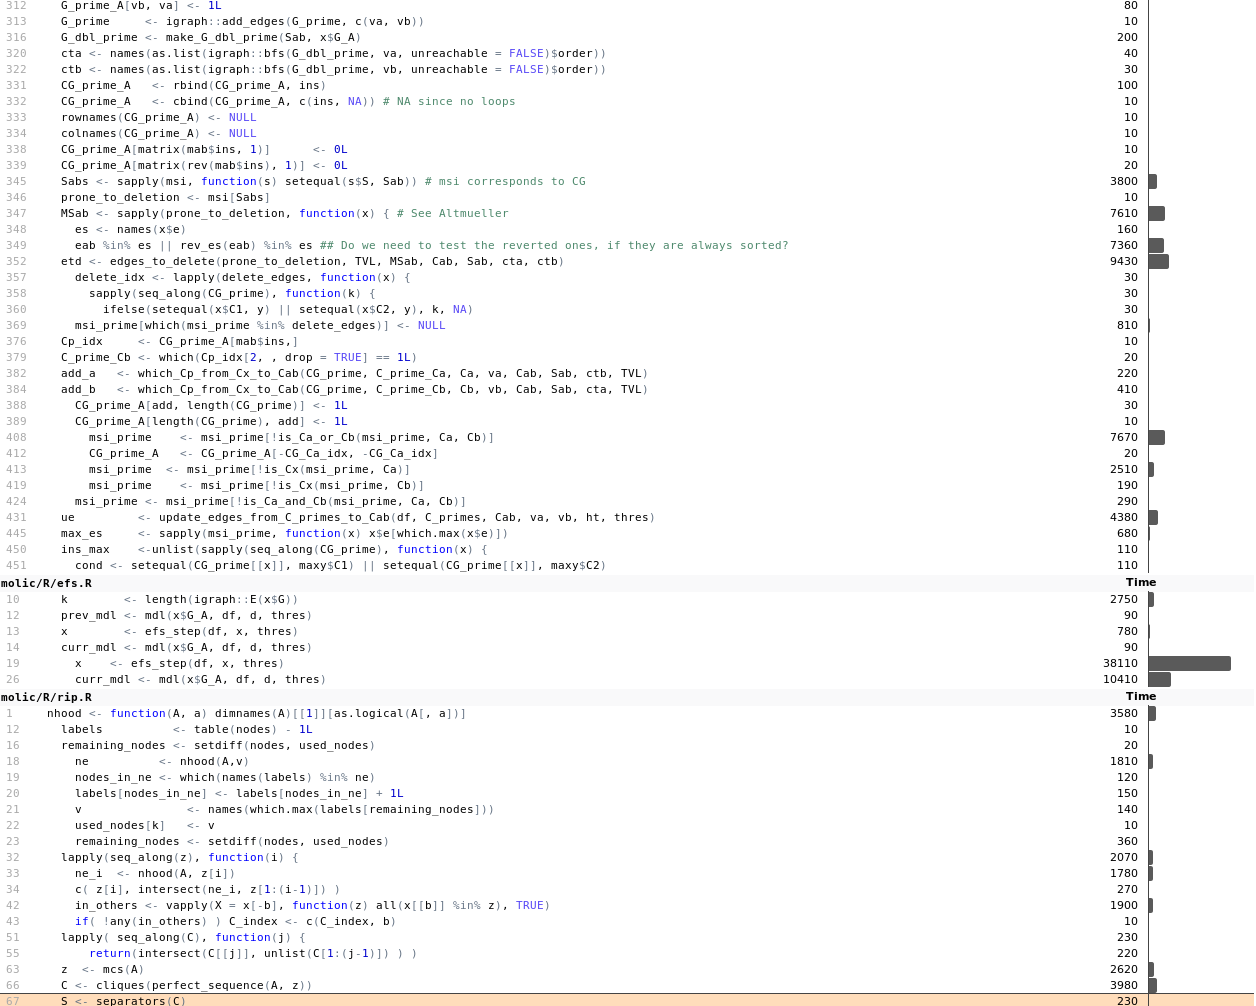 312 G_prime_A[vb, va] <- 1L 80
313 G_prime <- igraph::add_edges(G_prime, c(va, vb)) 10
316 G_dbl_prime <- make_G_dbl_prime(Sab, x$G_A) 200
320 cta <- names(as.list(igraph::bfs(G_dbl_prime, va, unreachable = FALSE)$order)) 40
322 ctb <- names(as.list(igraph::bfs(G_dbl_prime, vb, unreachable = FALSE)$order)) 30
331 CG_prime_A <- rbind(CG_prime_A, ins) 100
332 CG_prime_A <- cbind(CG_prime_A, c(ins, NA)) # NA since no loops 10
333 rownames(CG_prime_A) <- NULL 10
334 colnames(CG_prime_A) <- NULL 10
338 CG_prime_A[matrix(mab$ins, 1)] <- 0L 10
339 CG_prime_A[matrix(rev(mab$ins), 1)] <- 0L 20
345 Sabs <- sapply(msi, function(s) setequal(s$S, Sab)) # msi corresponds to CG 3800
346 prone_to_deletion <- msi[Sabs] 10
347 MSab <- sapply(prone_to_deletion, function(x) { # See Altmueller 7610
348 es <- names(x$e) 160
349 eab %in% es || rev_es(eab) %in% es ## Do we need to test the reverted ones, if they are always sorted? 7360
352 etd <- edges_to_delete(prone_to_deletion, TVL, MSab, Cab, Sab, cta, ctb) 9430
357 delete_idx <- lapply(delete_edges, function(x) { 30
358 sapply(seq_along(CG_prime), function(k) { 30
360 ifelse(setequal(x$C1, y) || setequal(x$C2, y), k, NA) 30
369 msi_prime[which(msi_prime %in% delete_edges)] <- NULL 810
376 Cp_idx <- CG_prime_A[mab$ins,] 10
379 C_prime_Cb <- which(Cp_idx[2, , drop = TRUE] == 1L) 20
382 add_a <- which_Cp_from_Cx_to_Cab(CG_prime, C_prime_Ca, Ca, va, Cab, Sab, ctb, TVL) 220
384 add_b <- which_Cp_from_Cx_to_Cab(CG_prime, C_prime_Cb, Cb, vb, Cab, Sab, cta, TVL) 410
388 CG_prime_A[add, length(CG_prime)] <- 1L 30
389 CG_prime_A[length(CG_prime), add] <- 1L 10
408 msi_prime <- msi_prime[!is_Ca_or_Cb(msi_prime, Ca, Cb)] 7670
412 CG_prime_A <- CG_prime_A[-CG_Ca_idx, -CG_Ca_idx] 20
413 msi_prime <- msi_prime[!is_Cx(msi_prime, Ca)] 2510
419 msi_prime <- msi_prime[!is_Cx(msi_prime, Cb)] 190
424 msi_prime <- msi_prime[!is_Ca_and_Cb(msi_prime, Ca, Cb)] 290
431 ue <- update_edges_from_C_primes_to_Cab(df, C_primes, Cab, va, vb, ht, thres) 4380
445 max_es <- sapply(msi_prime, function(x) x$e[which.max(x$e)]) 680
450 ins_max <-unlist(sapply(seq_along(CG_prime), function(x) { 110
451 cond <- setequal(CG_prime[[x]], maxy$C1) || setequal(CG_prime[[x]], maxy$C2) 110
molic/R/efs.R Time
10 k <- length(igraph::E(x$G)) 2750
12 prev_mdl <- mdl(x$G_A, df, d, thres) 90
13 x <- efs_step(df, x, thres) 780
14 curr_mdl <- mdl(x$G_A, df, d, thres) 90
19 x <- efs_step(df, x, thres) 38110
26 curr_mdl <- mdl(x$G_A, df, d, thres) 10410
molic/R/rip.R Time
1 nhood <- function(A, a) dimnames(A)[[1]][as.logical(A[, a])] 3580
12 labels <- table(nodes) - 1L 10
16 remaining_nodes <- setdiff(nodes, used_nodes) 20
18 ne <- nhood(A,v) 1810
19 nodes_in_ne <- which(names(labels) %in% ne) 120
20 labels[nodes_in_ne] <- labels[nodes_in_ne] + 1L 150
21 v <- names(which.max(labels[remaining_nodes])) 140
22 used_nodes[k] <- v 10
23 remaining_nodes <- setdiff(nodes, used_nodes) 360
32 lapply(seq_along(z), function(i) { 2070
33 ne_i <- nhood(A, z[i]) 1780
34 c( z[i], intersect(ne_i, z[1:(i-1)]) ) 270
42 in_others <- vapply(X = x[-b], function(z) all(x[[b]] %in% z), TRUE) 1900
43 if( !any(in_others) ) C_index <- c(C_index, b) 10
51 lapply( seq_along(C), function(j) { 230
55 return(intersect(C[[j]], unlist(C[1:(j-1)]) ) ) 220
63 z <- mcs(A) 2620
66 C <- cliques(perfect_sequence(A, z)) 3980
67 S <- separators(C) 230